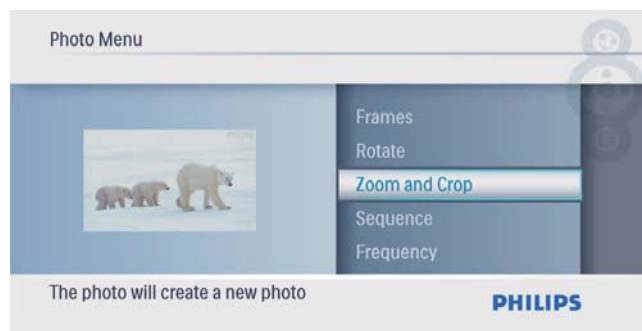 Photo Menu
Frames
Rotate
Zoom and Crop
Sequence
Frequency
The photo will create a new photo
PHILIPS